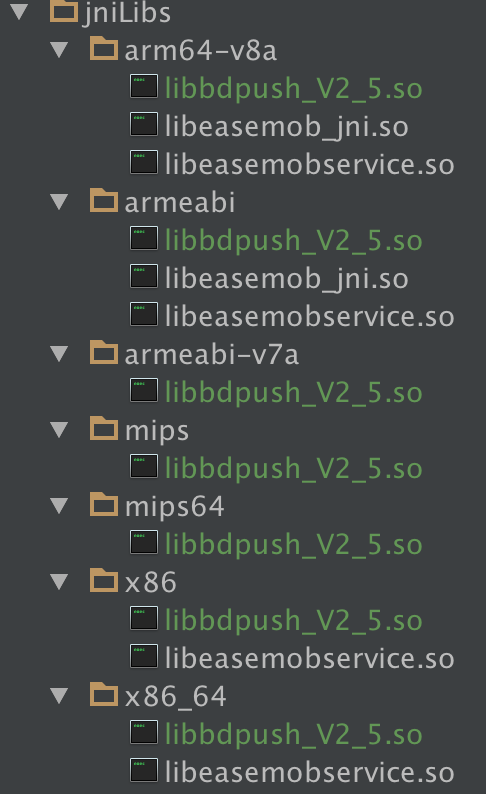 jniLibs
arm64-v8a
libbdpush_V2_5.so
libeasemob_jni.so
libeasemobservice.so
armeabi
libbdpush_V2_5.so
libeasemob_jni.so
libeasemobservice.so
armeabi-v7a
libbdpush_V2_5.so
mips
libbdpush_V2_5.so
mips64
libbdpush_V2_5.so
x86
libbdpush_V2_5.so
libeasemobservice.so
x86_64
libbdpush_V2_5.so
libeasemobservice.so